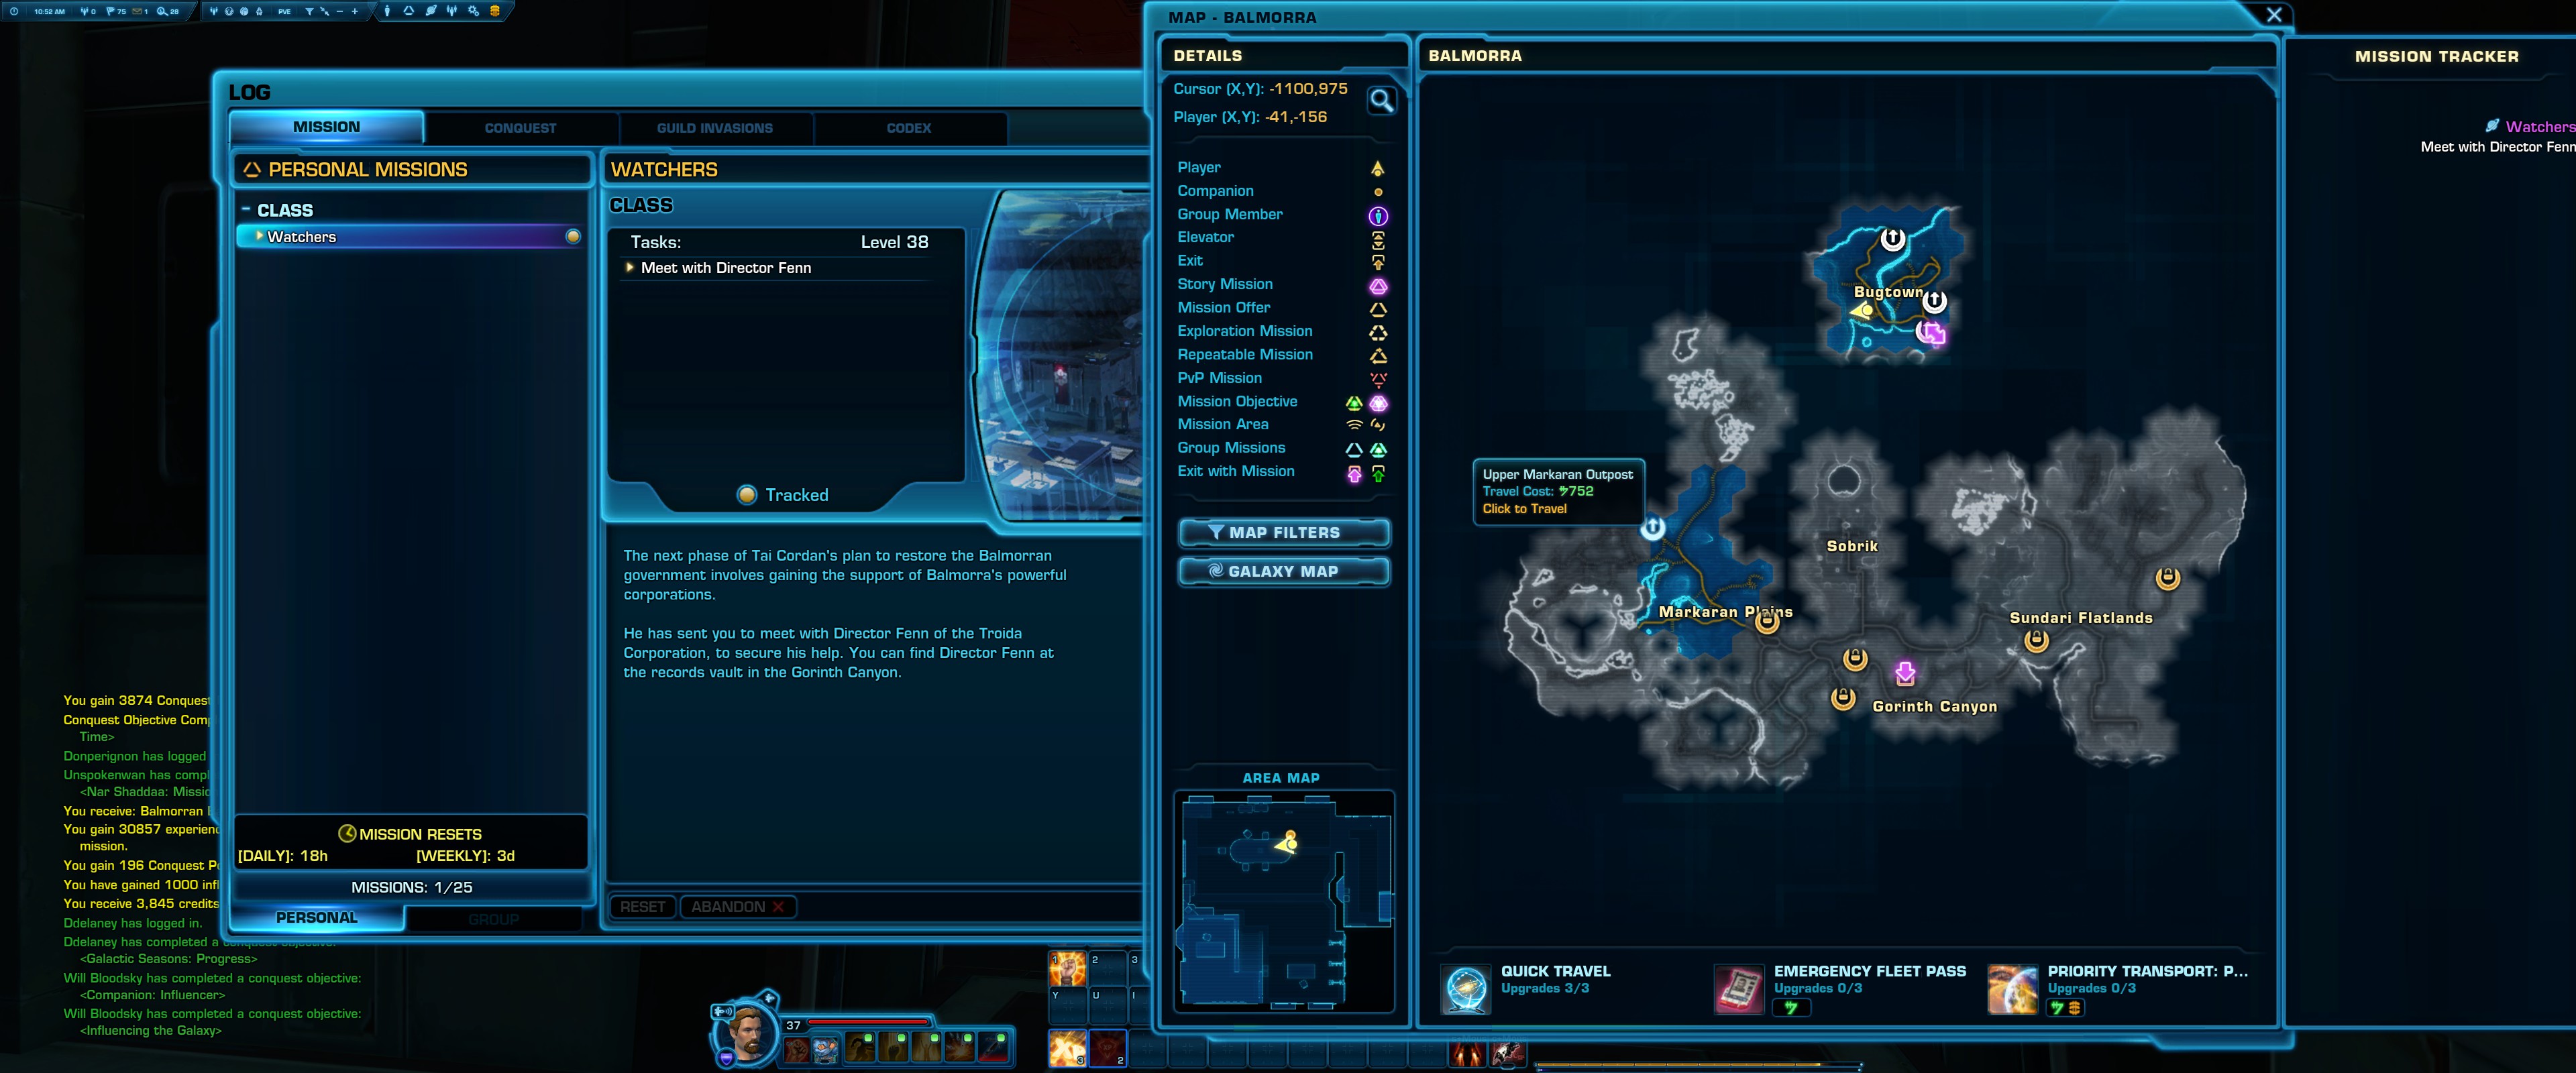 10:52 AM
0
75
1
28
PVE
LOG
MISSION
CONQUEST
GUILD INVASIONS
CODEX
PERSONAL MISSIONS
− CLASS
Watchers
MISSION RESETS
[DAILY]: 18h
[WEEKLY]: 3d
MISSIONS: 1/25
PERSONAL
GROUP
WATCHERS
CLASS
Tasks:
Level 38
Meet with Director Fenn
Tracked
The next phase of Tai Cordan's plan to restore the Balmorran
government involves gaining the support of Balmorra's powerful
corporations.
He has sent you to meet with Director Fenn of the Troida
Corporation, to secure his help. You can find Director Fenn at
the records vault in the Gorinth Canyon.
RESET
ABANDON
You gain 3874 Conquest
Conquest Objective Com
Time>
Donperignon has logged
Unspokenwan has compl
<Nar Shaddaa: Missio
You receive: Balmorran
You gain 30857 experien
mission.
You gain 196 Conquest P
You have gained 1000 inf
You receive 3,845 credits
Ddelaney has logged in.
Ddelaney has completed a conquest objective:
<Galactic Seasons: Progress>
Will Bloodsky has completed a conquest objective:
<Companion: Influencer>
Will Bloodsky has completed a conquest objective:
<Influencing the Galaxy>
37
1
2
3
Y
U
I
3
2
MAP - BALMORRA
DETAILS
Cursor (X,Y): -1100,975
Player (X,Y): -41,-156
Player
Companion
Group Member
Elevator
Exit
Story Mission
Mission Offer
Exploration Mission
Repeatable Mission
PvP Mission
Mission Objective
Mission Area
Group Missions
Exit with Mission
MAP FILTERS
GALAXY MAP
AREA MAP
BALMORRA
Bugtown
Upper Markaran Outpost
Travel Cost: 752
Click to Travel
Sobrik
Markaran Plains
Sundari Flatlands
Gorinth Canyon
QUICK TRAVEL
Upgrades 3/3
EMERGENCY FLEET PASS
Upgrades 0/3
PRIORITY TRANSPORT: P...
Upgrades 0/3
MISSION TRACKER
Watchers
Meet with Director Fenn